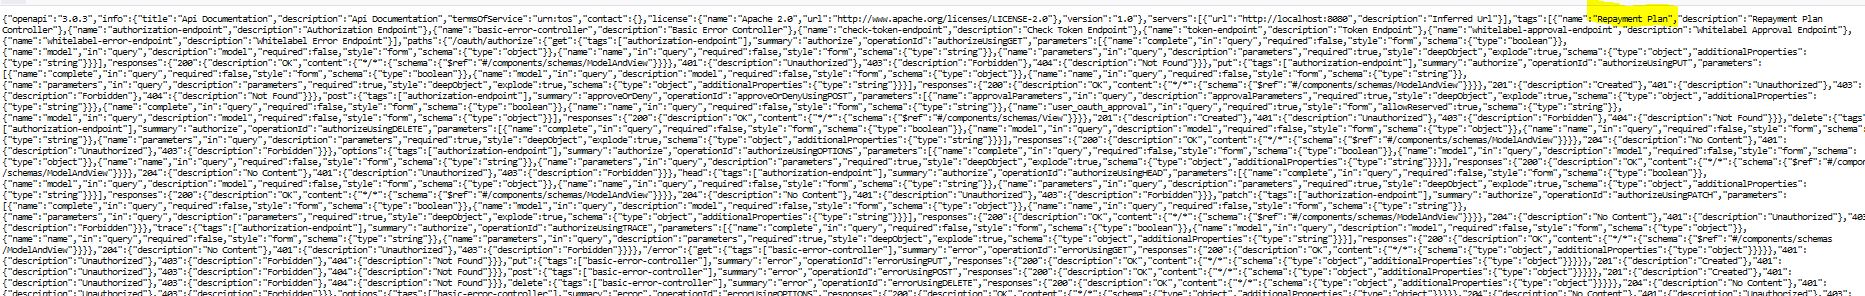 {"openapi":"3.0.3","info":{"title":"Api Documentation","description":"Api Documentation","termsOfService":"urn:tos","contact":{},"license":{"name":"Apache 2.0","url":"http://www.apache.org/licenses/LICENSE-2.0"},"version":"1.0"},"servers":[{"url":"http://localhost:8080","description":"Inferred Url"}],"tags":[{"name":"Repayment Plan","description":"Repayment Plan
Controller"},{"name":"authorization-endpoint","description":"Authorization Endpoint"},{"name":"basic-error-controller","description":"Basic Error Controller"},{"name":"check-token-endpoint","description":"Check Token Endpoint"},{"name":"token-endpoint","description":"Token Endpoint"},{"name":"whitelabel-approval-endpoint","description":"Whitelabel Approval Endpoint"},
{"name":"whitelabel-error-endpoint","description":"Whitelabel Error Endpoint"}],"paths":{"/oauth/authorize":{"get":{"tags":["authorization-endpoint"],"summary":"authorize","operationId":"authorizeUsingGET","parameters":[{"name":"complete","in":"query","required":false,"style":"form","schema":{"type":"boolean"}},
{"name":"model","in":"query","description":"model","required":false,"style":"form","schema":{"type":"object"}},{"name":"name","in":"query","required":false,"style":"form","schema":{"type":"string"}},{"name":"parameters","in":"query","description":"parameters","required":true,"style":"deepObject","explode":true,"schema":{"type":"object","additionalProperties":
{"type":"string"}}}],"responses":{"200":{"description":"OK","content":{"*/*":{"schema":{"$ref":"#/components/schemas/ModelAndView"}}}},"401":{"description":"Unauthorized"},"403":{"description":"Forbidden"},"404":{"description":"Not Found"}}},"put":{"tags":["authorization-endpoint"],"summary":"authorize","operationId":"authorizeUsingPUT","parameters":
[{"name":"complete","in":"query","required":false,"style":"form","schema":{"type":"boolean"}},{"name":"model","in":"query","description":"model","required":false,"style":"form","schema":{"type":"object"}},{"name":"name","in":"query","required":false,"style":"form","schema":{"type":"string"}},
{"name":"parameters","in":"query","description":"parameters","required":true,"style":"deepObject","explode":true,"schema":{"type":"object","additionalProperties":{"type":"string"}}}],"responses":{"200":{"description":"OK","content":{"*/*":{"schema":{"$ref":"#/components/schemas/ModelAndView"}}}},"201":{"description":"Created"},"401":{"description":"Unauthorized"},"403":
{"description":"Forbidden"},"404":{"description":"Not Found"}}},"post":{"tags":["authorization-endpoint"],"summary":"approveOrDeny","operationId":"approveOrDenyUsingPOST","parameters":[{"name":"approvalParameters","in":"query","description":"approvalParameters","required":true,"style":"deepObject","explode":true,"schema":{"type":"object","additionalProperties":
{"type":"string"}}},{"name":"complete","in":"query","required":false,"style":"form","schema":{"type":"boolean"}},{"name":"name","in":"query","required":false,"style":"form","schema":{"type":"string"}},{"name":"user_oauth_approval","in":"query","required":true,"style":"form","allowReserved":true,"schema":{"type":"string"}},
{"name":"model","in":"query","description":"model","required":false,"style":"form","schema":{"type":"object"}}],"responses":{"200":{"description":"OK","content":{"*/*":{"schema":{"$ref":"#/components/schemas/View"}}}},"201":{"description":"Created"},"401":{"description":"Unauthorized"},"403":{"description":"Forbidden"},"404":{"description":"Not Found"}}},"delete":{"tags":
["authorization-endpoint"],"summary":"authorize","operationId":"authorizeUsingDELETE","parameters":[{"name":"complete","in":"query","required":false,"style":"form","schema":{"type":"boolean"}},{"name":"model","in":"query","description":"model","required":false,"style":"form","schema":{"type":"object"}},{"name":"name","in":"query","required":false,"style":"form","schema":
{"type":"string"}},{"name":"parameters","in":"query","description":"parameters","required":true,"style":"deepObject","explode":true,"schema":{"type":"object","additionalProperties":{"type":"string"}}}],"responses":{"200":{"description":"OK","content":{"*/*":{"schema":{"$ref":"#/components/schemas/ModelAndView"}}}},"204":{"description":"No Content"},"401":
{"description":"Unauthorized"},"403":{"description":"Forbidden"}}},"options":{"tags":["authorization-endpoint"],"summary":"authorize","operationId":"authorizeUsingOPTIONS","parameters":[{"name":"complete","in":"query","required":false,"style":"form","schema":{"type":"boolean"}},{"name":"model","in":"query","description":"model","required":false,"style":"form","schema":
{"type":"object"}},{"name":"name","in":"query","required":false,"style":"form","schema":{"type":"string"}},{"name":"parameters","in":"query","description":"parameters","required":true,"style":"deepObject","explode":true,"schema":{"type":"object","additionalProperties":{"type":"string"}}}],"responses":{"200":{"description":"OK","content":{"*/*":{"schema":{"$ref":"#/compon
/schemas/ModelAndView"}}}},"204":{"description":"No Content"},"401":{"description":"Unauthorized"},"403":{"description":"Forbidden"}}},"head":{"tags":["authorization-endpoint"],"summary":"authorize","operationId":"authorizeUsingHEAD","parameters":[{"name":"complete","in":"query","required":false,"style":"form","schema":{"type":"boolean"}},
{"name":"model","in":"query","description":"model","required":false,"style":"form","schema":{"type":"object"}},{"name":"name","in":"query","required":false,"style":"form","schema":{"type":"string"}},{"name":"parameters","in":"query","description":"parameters","required":true,"style":"deepObject","explode":true,"schema":{"type":"object","additionalProperties":
{"type":"string"}}}],"responses":{"200":{"description":"OK","content":{"*/*":{"schema":{"$ref":"#/components/schemas/ModelAndView"}}}},"204":{"description":"No Content"},"401":{"description":"Unauthorized"},"403":{"description":"Forbidden"}}},"patch":{"tags":["authorization-endpoint"],"summary":"authorize","operationId":"authorizeUsingPATCH","parameters":
[{"name":"complete","in":"query","required":false,"style":"form","schema":{"type":"boolean"}},{"name":"model","in":"query","description":"model","required":false,"style":"form","schema":{"type":"object"}},{"name":"name","in":"query","required":false,"style":"form","schema":{"type":"string"}},
{"name":"parameters","in":"query","description":"parameters","required":true,"style":"deepObject","explode":true,"schema":{"type":"object","additionalProperties":{"type":"string"}}}],"responses":{"200":{"description":"OK","content":{"*/*":{"schema":{"$ref":"#/components/schemas/ModelAndView"}}}},"204":{"description":"No Content"},"401":{"description":"Unauthorized"},"403
{"description":"Forbidden"}}},"trace":{"tags":["authorization-endpoint"],"summary":"authorize","operationId":"authorizeUsingTRACE","parameters":[{"name":"complete","in":"query","required":false,"style":"form","schema":{"type":"boolean"}},{"name":"model","in":"query","description":"model","required":false,"style":"form","schema":{"type":"object"}},
{"name":"name","in":"query","required":false,"style":"form","schema":{"type":"string"}},{"name":"parameters","in":"query","description":"parameters","required":true,"style":"deepObject","explode":true,"schema":{"type":"object","additionalProperties":{"type":"string"}}}],"responses":{"200":{"description":"OK","content":{"*/*":{"schema":{"$ref":"#/components/schemas
/ModelAndView"}}}},"204":{"description":"No Content"},"401":{"description":"Unauthorized"},"403":{"description":"Forbidden"}}}},"/error":{"get":{"tags":["basic-error-controller"],"summary":"error","operationId":"errorUsingGET","responses":{"200":{"description":"OK","content":{"*/*":{"schema":{"type":"object","additionalProperties":{"type":"object"}}}}},"401":
{"description":"Unauthorized"},"403":{"description":"Forbidden"},"404":{"description":"Not Found"}}},"put":{"tags":["basic-error-controller"],"summary":"error","operationId":"errorUsingPUT","responses":{"200":{"description":"OK","content":{"*/*":{"schema":{"type":"object","additionalProperties":{"type":"object"}}}}},"201":{"description":"Created"},"401":
{"description":"Unauthorized"},"403":{"description":"Forbidden"},"404":{"description":"Not Found"}}},"post":{"tags":["basic-error-controller"],"summary":"error","operationId":"errorUsingPOST","responses":{"200":{"description":"OK","content":{"*/*":{"schema":{"type":"object","additionalProperties":{"type":"object"}}}}},"201":{"description":"Created"},"401":
{"description":"Unauthorized"},"403":{"description":"Forbidden"},"404":{"description":"Not Found"}}},"delete":{"tags":["basic-error-controller"],"summary":"error","operationId":"errorUsingDELETE","responses":{"200":{"description":"OK","content":{"*/*":{"schema":{"type":"object","additionalProperties":{"type":"object"}}}}},"204":{"description":"No Content"},"401":
{"description":"Unauthorized"},"403":{"description":"Forbidden"}}},"options":{"tags":["basic-error-controller"],"summary":"error","operationId":"errorUsingOPTIONS","responses":{"200":{"description":"OK","content":{"*/*":{"schema":{"type":"object","additionalProperties":{"type":"object"}}}}},"204":{"description":"No Content"},"401":